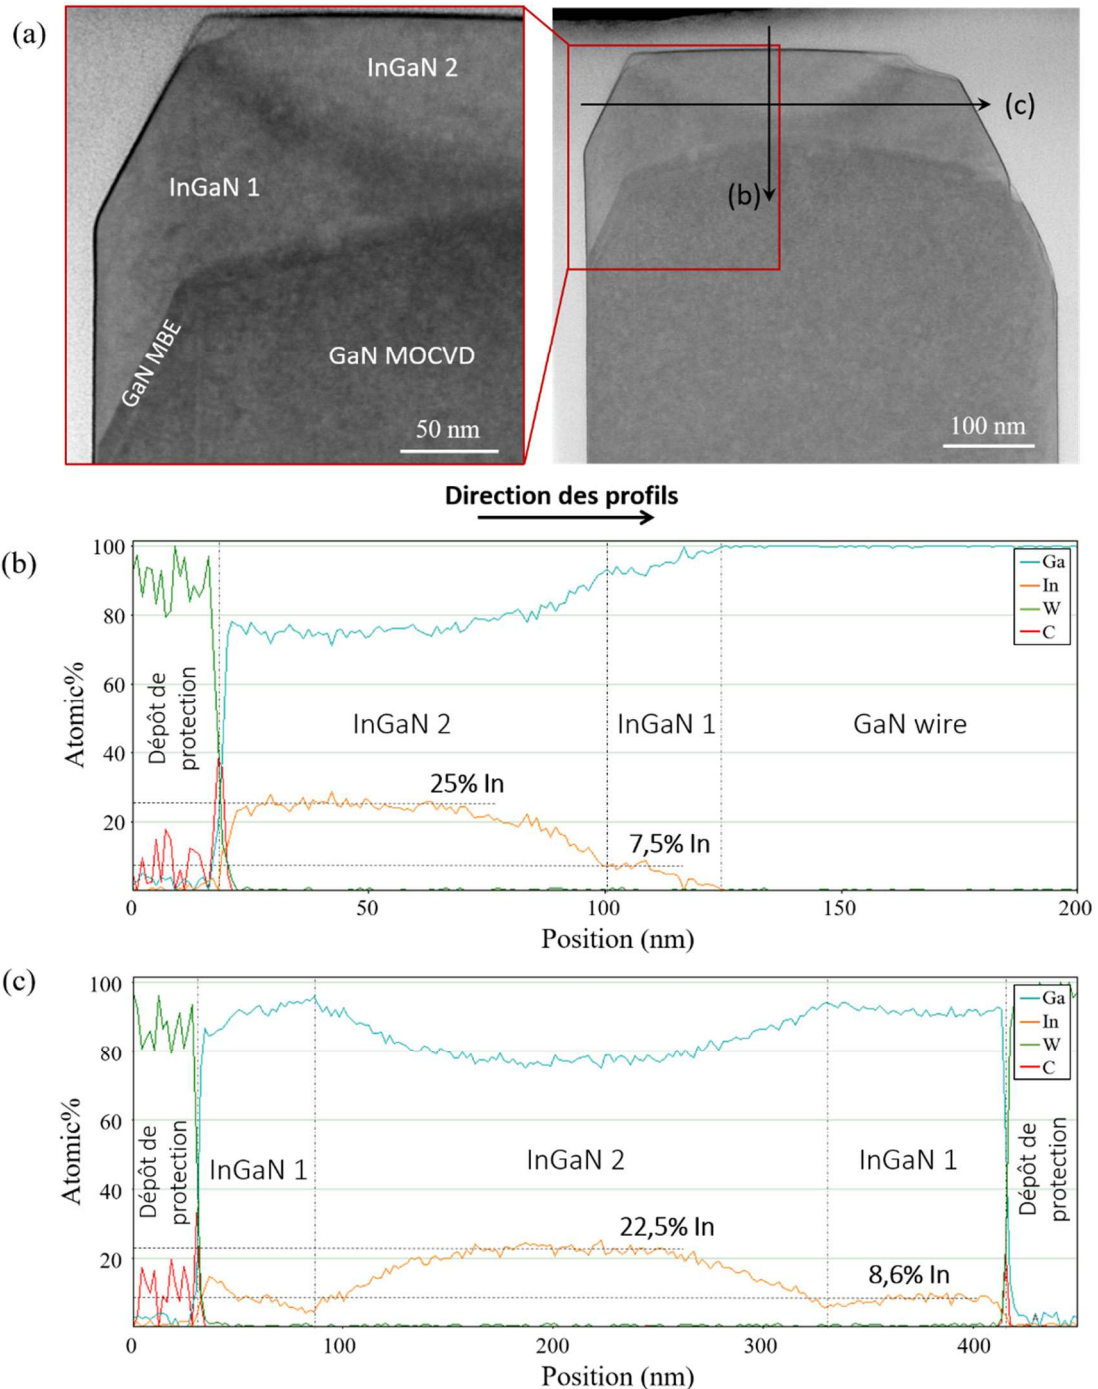 (a)
InGaN 2
InGaN 1
GaN MBE
GaN MOCVD
50 nm
(c)
(b)
100 nm
Direction des profils
(b)
100
80
60
40
20
Atomic%
Dépôt de
protection
InGaN 2
InGaN 1
GaN wire
25% In
7,5% In
Ga
In
W
C
0
50
100
150
200
Position (nm)
(c)
100
80
60
40
20
Atomic%
Dépôt de
protection
InGaN 1
InGaN 2
InGaN 1
Dépôt de
protection
22,5% In
8,6% In
Ga
In
W
C
0
100
200
300
400
Position (nm)